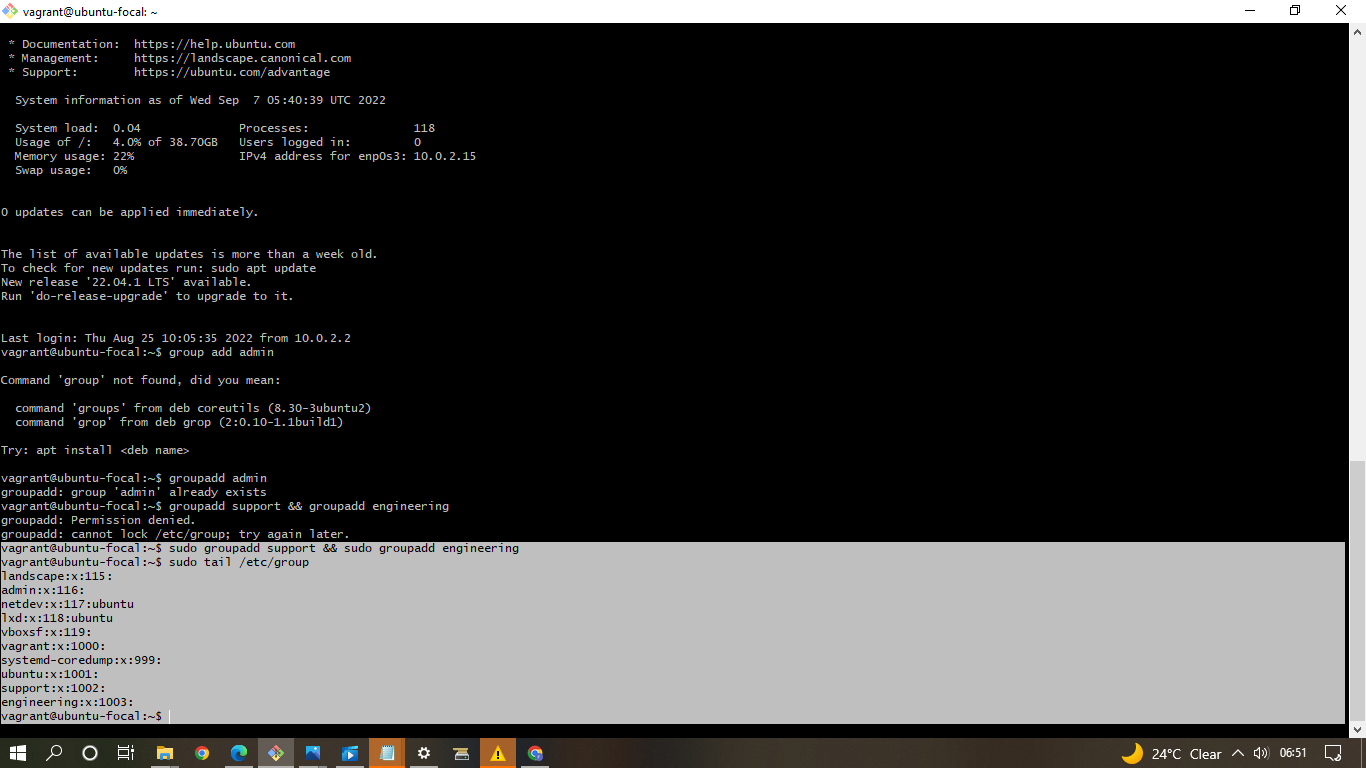 vagrant@ubuntu-focal: ~
* Documentation:  https://help.ubuntu.com
* Management:     https://landscape.canonical.com
* Support:        https://ubuntu.com/advantage
System information as of Wed Sep  7 05:40:39 UTC 2022
System load:  0.04              Processes:               118
Usage of /:   4.0% of 38.70GB   Users logged in:         0
Memory usage: 22%               IPv4 address for enp0s3: 10.0.2.15
Swap usage:   0%
0 updates can be applied immediately.
The list of available updates is more than a week old.
To check for new updates run: sudo apt update
New release '22.04.1 LTS' available.
Run 'do-release-upgrade' to upgrade to it.
Last login: Thu Aug 25 10:05:35 2022 from 10.0.2.2
vagrant@ubuntu-focal:~$ group add admin
Command 'group' not found, did you mean:
command 'groups' from deb coreutils (8.30-3ubuntu2)
command 'grop' from deb grop (2:0.10-1.1build1)
Try: apt install <deb name>
vagrant@ubuntu-focal:~$ groupadd admin
groupadd: group 'admin' already exists
vagrant@ubuntu-focal:~$ groupadd support && groupadd engineering
groupadd: Permission denied.
groupadd: cannot lock /etc/group; try again later.
vagrant@ubuntu-focal:~$ sudo groupadd support && sudo groupadd engineering
vagrant@ubuntu-focal:~$ sudo tail /etc/group
landscape:x:115:
admin:x:116:
netdev:x:117:ubuntu
lxd:x:118:ubuntu
vboxsf:x:119:
vagrant:x:1000:
systemd-coredump:x:999:
ubuntu:x:1001:
support:x:1002:
engineering:x:1003:
vagrant@ubuntu-focal:~$
24°C  Clear  06:51